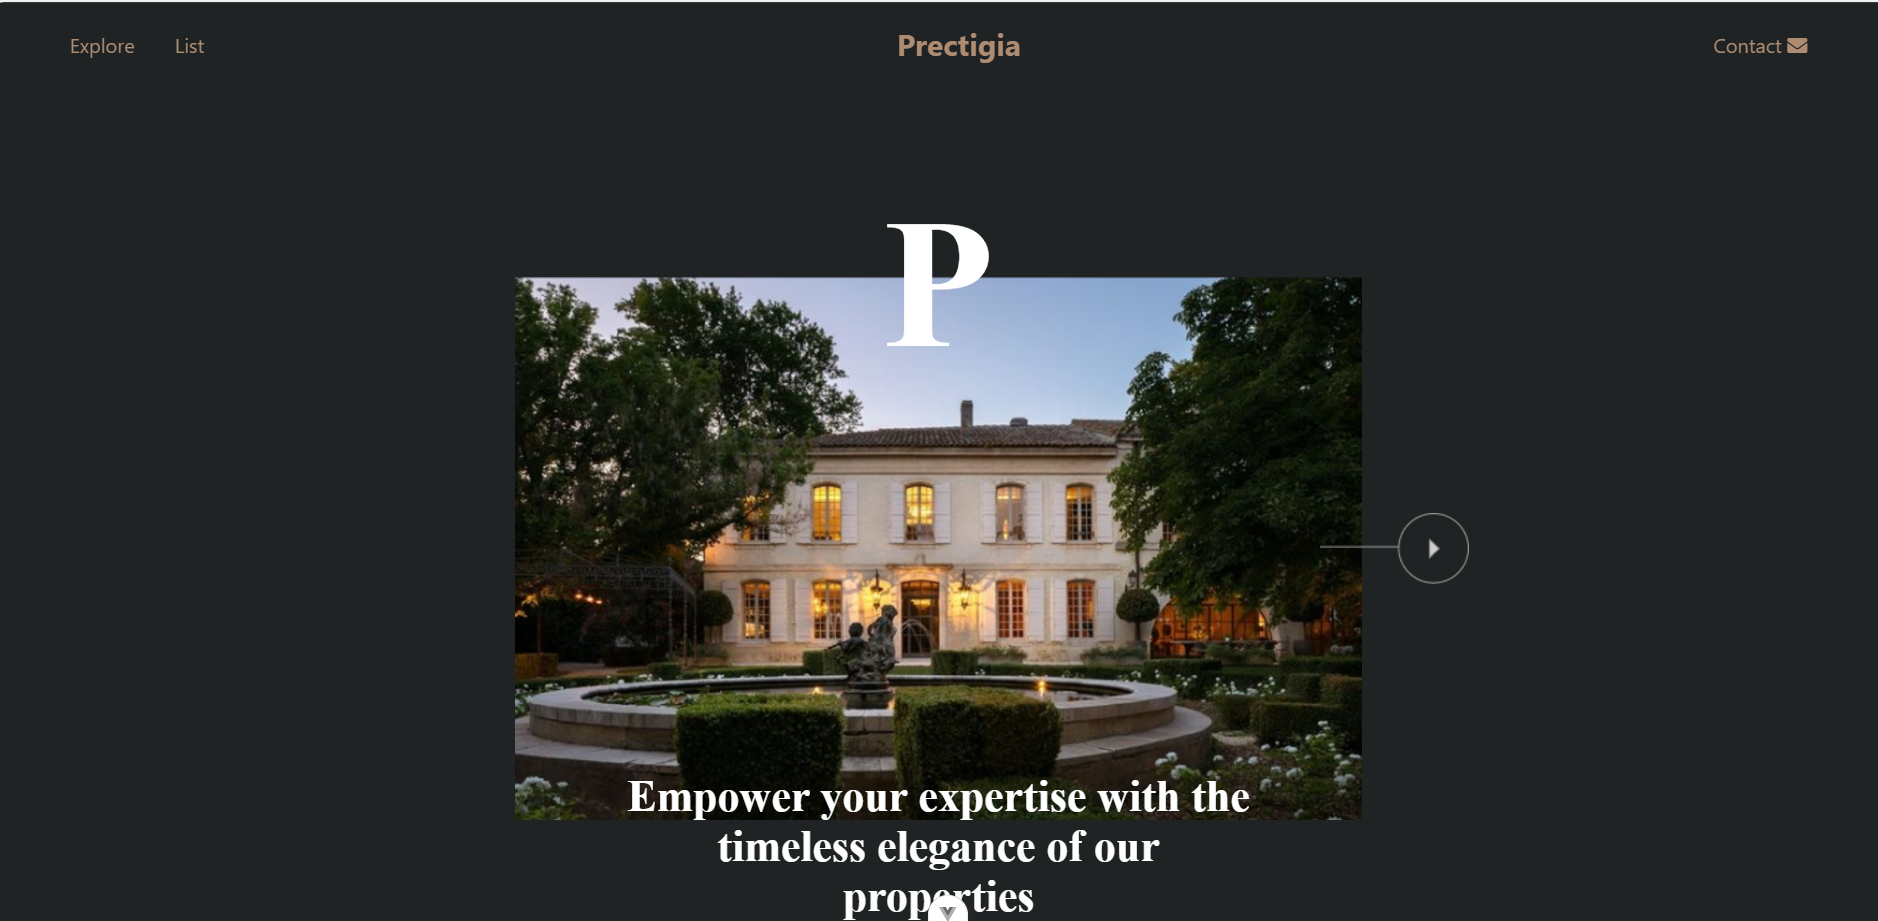 Explore
List
Prectigia
Contact
P
Empower your expertise with the
timeless elegance of our
properties